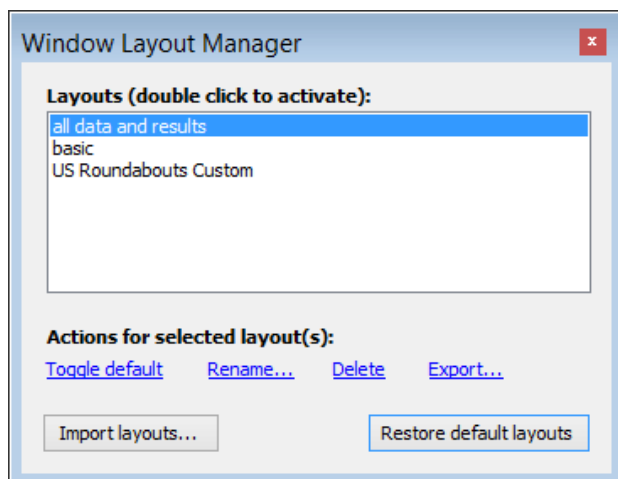 Window Layout Manager
x
Layouts (double click to activate):
all data and results
basic
US Roundabouts Custom
Actions for selected layout(s):
Toggle default Rename... Delete Export...
Import layouts... Restore default layouts